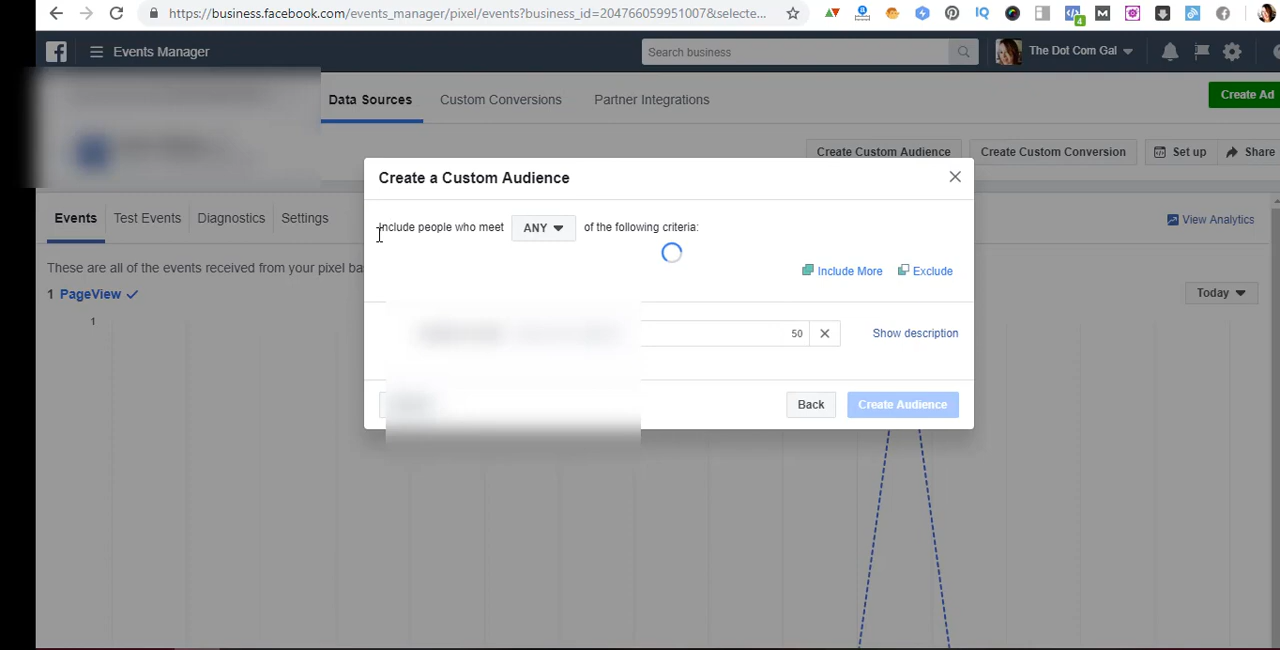 https://business.facebook.com/events_manager/pixel/events?business_id=204766059951007&selecte...
4
Events Manager
Search business
The Dot Com Gal
Data Sources
Custom Conversions
Partner Integrations
Create Ad
Create Custom Audience
Create Custom Conversion
Set up
Share
Create a Custom Audience
Events
Test Events
Diagnostics
Settings
View Analytics
Include people who meet ANY of the following criteria:
These are all of the events received from your pixel ba
Include More
Exclude
1 PageView
Today
1
50
Show description
Back
Create Audience